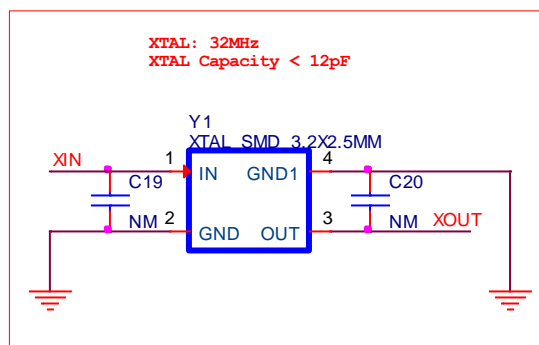 XTAL: 32MHz
XTAL Capacity < 12pF
Y1
XTAL_SMD_3.2X2.5MM
XIN
1
IN
GND1
4
C19
C20
NM
2
GND
OUT
3
NM
XOUT